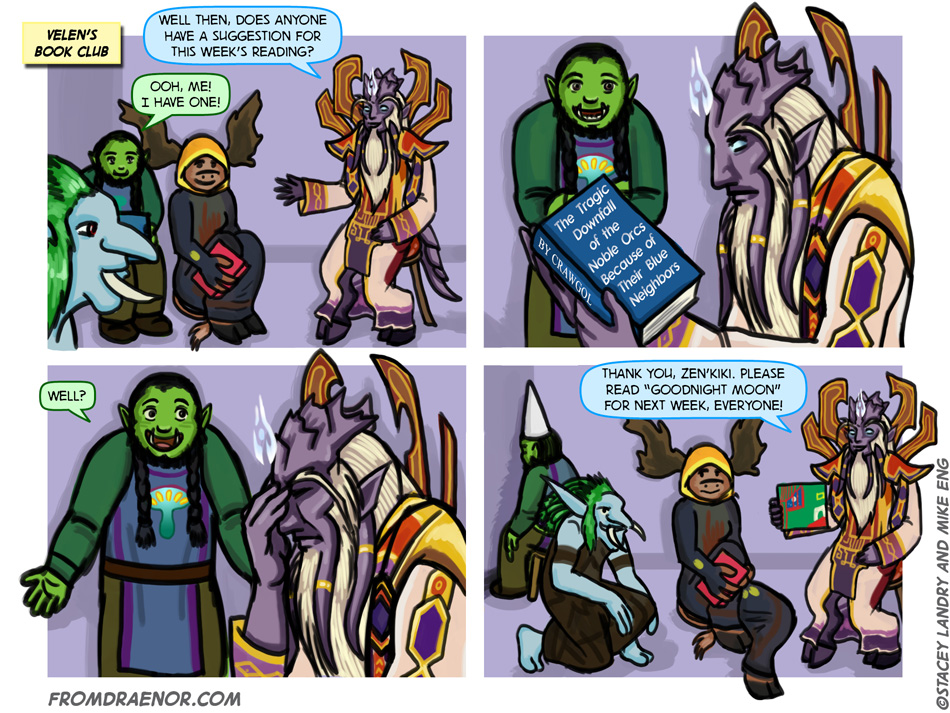 VELEN'S
BOOK CLUB
WELL THEN, DOES ANYONE
HAVE A SUGGESTION FOR
THIS WEEK'S READING?
OOH, ME!
I HAVE ONE!
The Tragic
Downfall
of the
Noble Orcs
Because of
Their Blue
Neighbors
BY CRAWGOL
WELL?
THANK YOU, ZEN'KIKI. PLEASE
READ “GOODNIGHT MOON”
FOR NEXT WEEK, EVERYONE!
FROMDRAENOR.COM
©STACEY LANDRY AND MIKE ENG